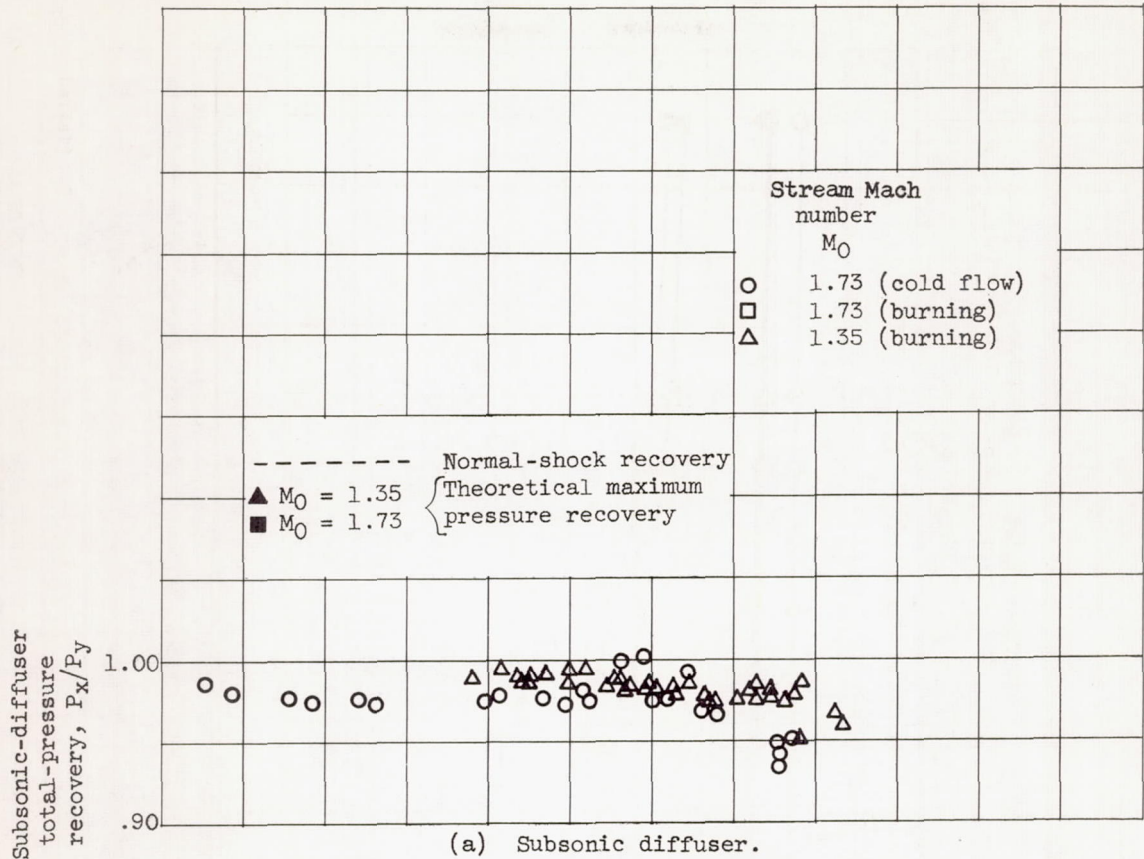 Stream Mach
number
M0
1.73 (cold flow)
1.73 (burning)
1.35 (burning)
Normal-shock recovery
M0 = 1.35
Theoretical maximum
M0 = 1.73
pressure recovery
Subsonic-diffuser
total-pressure
recovery, Px/Py
1.00
.90
(a) Subsonic diffuser.